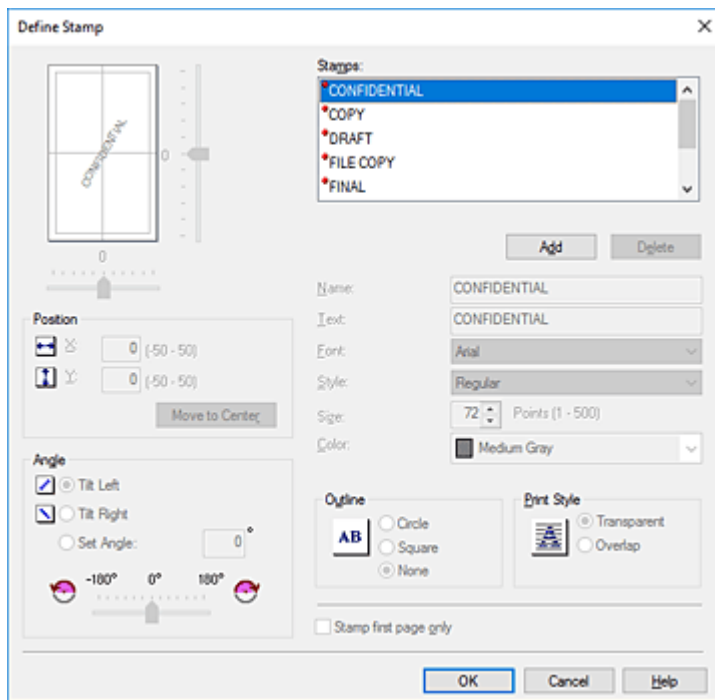 Define Stamp
CONFIDENTIAL
0
0
Position
X: 0 (-50 - 50)
Y: 0 (-50 - 50)
Move to Center
Angle
Tilt Left
Tilt Right
Set Angle: 0 °
-180° 0° 180°
Stamps:
CONFIDENTIAL
COPY
DRAFT
FILE COPY
FINAL
Add Delete
Name: CONFIDENTIAL
Text: CONFIDENTIAL
Font: Arial
Style: Regular
Size: 72 Points (1 - 500)
Color: Medium Gray
Outline
AB
Circle
Square
None
Print Style
Transparent
Overlap
Stamp first page only
OK Cancel Help